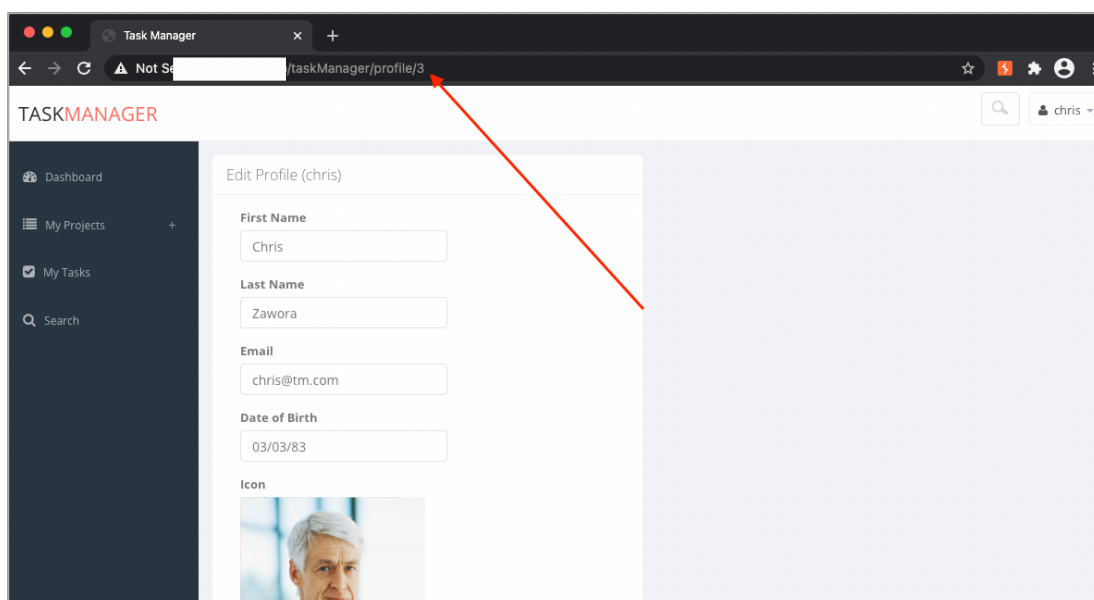 Task Manager
Not Se
/taskManager/profile/3
TASKMANAGER
chris
Dashboard
My Projects +
My Tasks
Search
Edit Profile (chris)
First Name
Chris
Last Name
Zawora
Email
chris@tm.com
Date of Birth
03/03/83
Icon